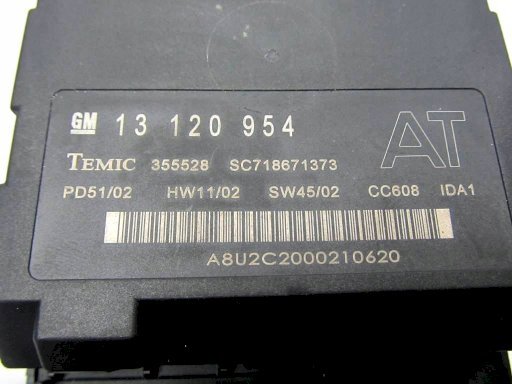 GM 13 120 954
AT
TEMIC 355528 SC718671373
PD51/02 HW11/02 SW45/02 CC608 IDA1
A8U2C2000210620